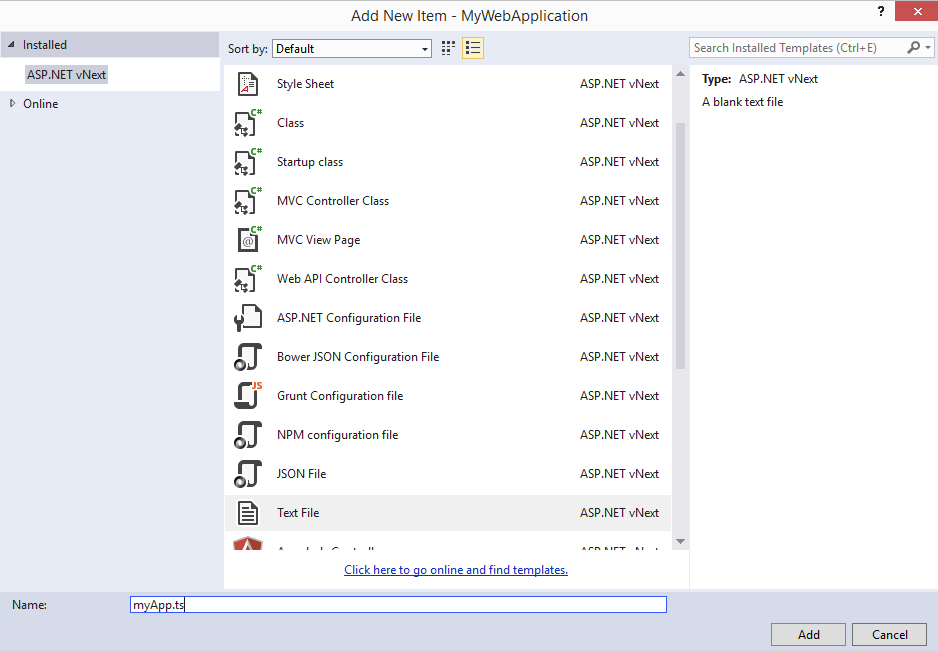 Add New Item - MyWebApplication
?
Installed
Sort by: Default
Search Installed Templates (Ctrl+E)
ASP.NET vNext
Online
Style Sheet ASP.NET vNext
C# Class ASP.NET vNext
C# Startup class ASP.NET vNext
C# MVC Controller Class ASP.NET vNext
C# @ MVC View Page ASP.NET vNext
C# Web API Controller Class ASP.NET vNext
ASP.NET Configuration File ASP.NET vNext
Bower JSON Configuration File ASP.NET vNext
JS Grunt Configuration file ASP.NET vNext
NPM configuration file ASP.NET vNext
JSON File ASP.NET vNext
Text File ASP.NET vNext
Type: ASP.NET vNext
A blank text file
Click here to go online and find templates.
Name: myApp.ts
Add Cancel